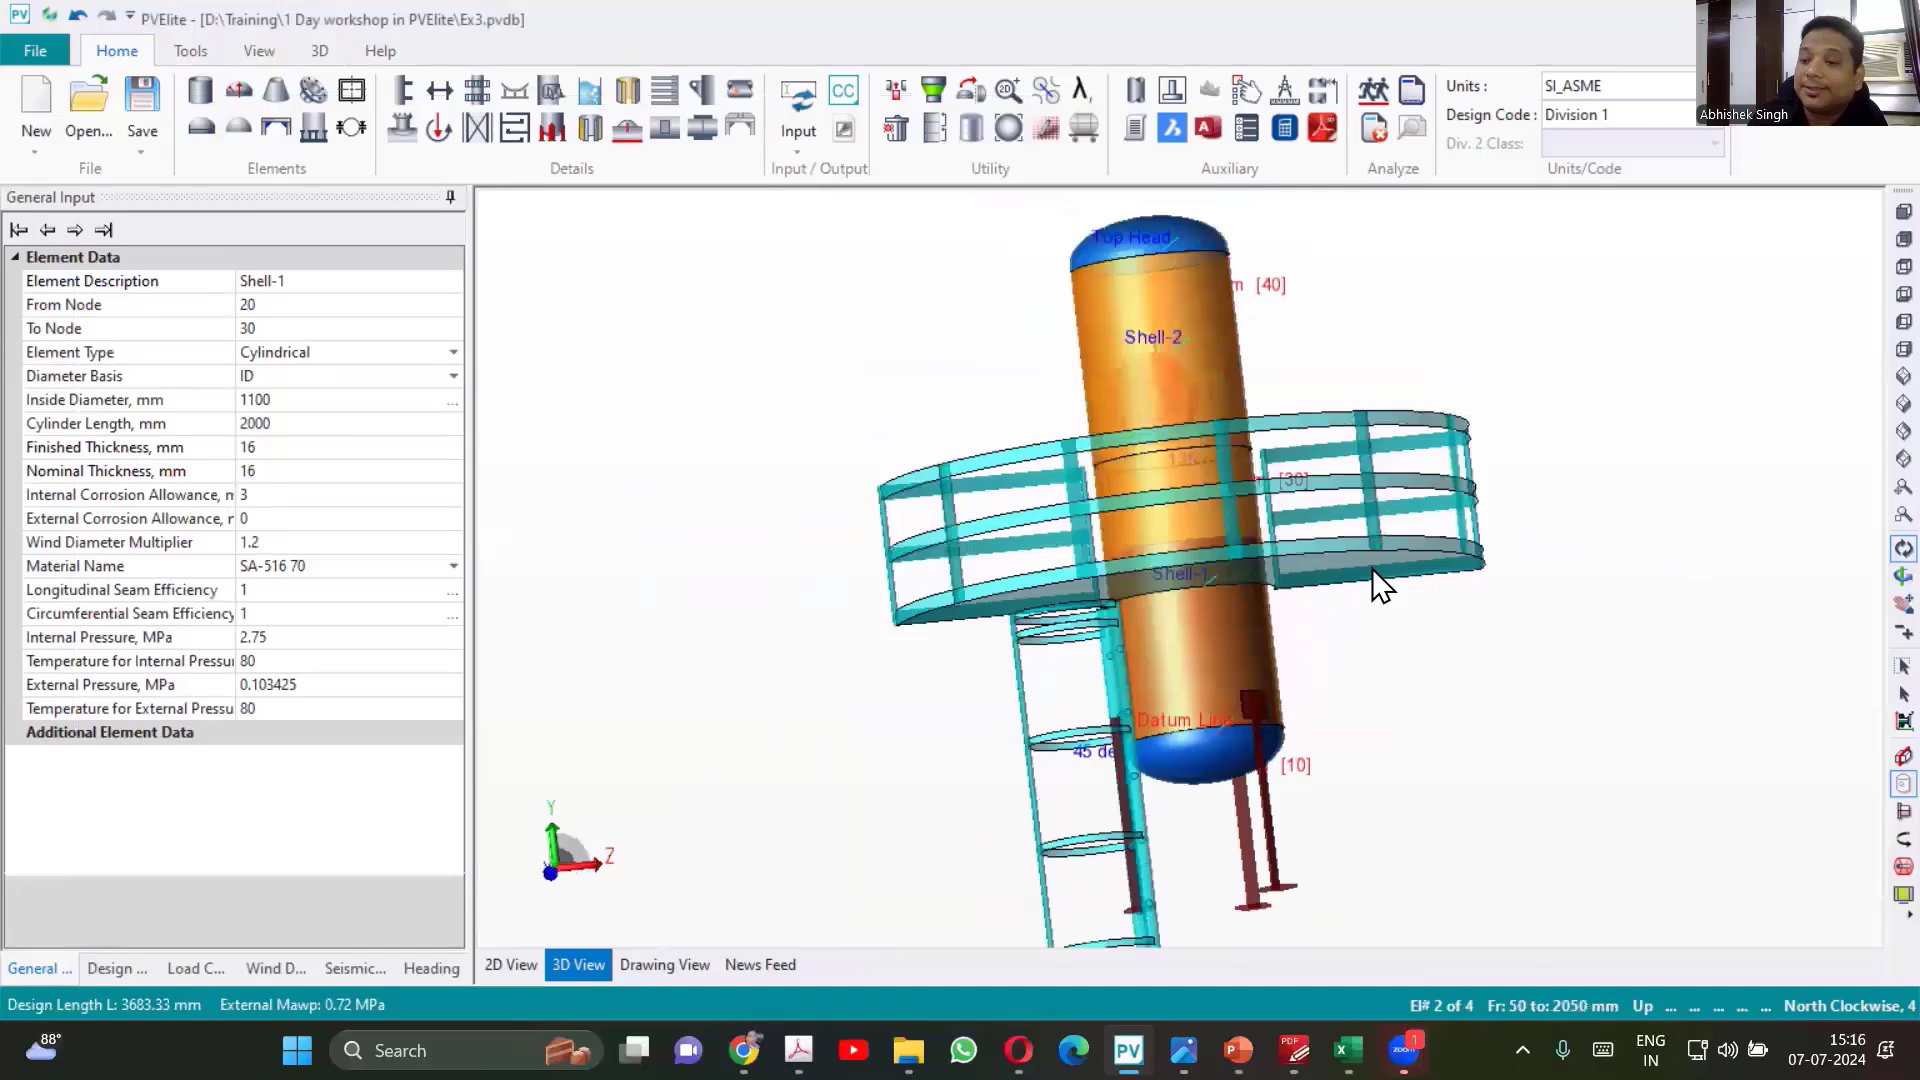 PV
PVElite - [D:\Training\1 Day workshop in PVElite\Ex3.pvdb]
File
Home
Tools
View
3D
Help
New
Open...
Save
File
Elements
Details
CC
Input
Input / Output
2D
λ
Utility
Auxiliary
Analyze
Units :
SI_ASME
Design Code :
Division 1
Div. 2 Class:
Units/Code
Abhishek Singh
General Input
Element Data
Element Description Shell-1
From Node 20
To Node 30
Element Type Cylindrical
Diameter Basis ID
Inside Diameter, mm 1100 ...
Cylinder Length, mm 2000
Finished Thickness, mm 16
Nominal Thickness, mm 16
Internal Corrosion Allowance, m 3
External Corrosion Allowance, r 0
Wind Diameter Multiplier 1.2
Material Name SA-516 70
Longitudinal Seam Efficiency 1 ...
Circumferential Seam Efficiency 1 ...
Internal Pressure, MPa 2.75
Temperature for Internal Pressu 80
External Pressure, MPa 0.103425
Temperature for External Pressu 80
Additional Element Data
Top Head
m [40]
Shell-2
[30]
Shell-1
Datum Line
45 de
[10]
Y
Z
General ...
Design ...
Load C...
Wind D...
Seismic...
Heading
2D View
3D View
Drawing View
News Feed
Design Length L: 3683.33 mm
External Mawp: 0.72 MPa
El# 2 of 4
Fr: 50 to: 2050 mm
Up
... ... ... ... ...
North Clockwise, 4
88°
Search
PV
PDF
zoom
1
ENG
IN
15:16
07-07-2024